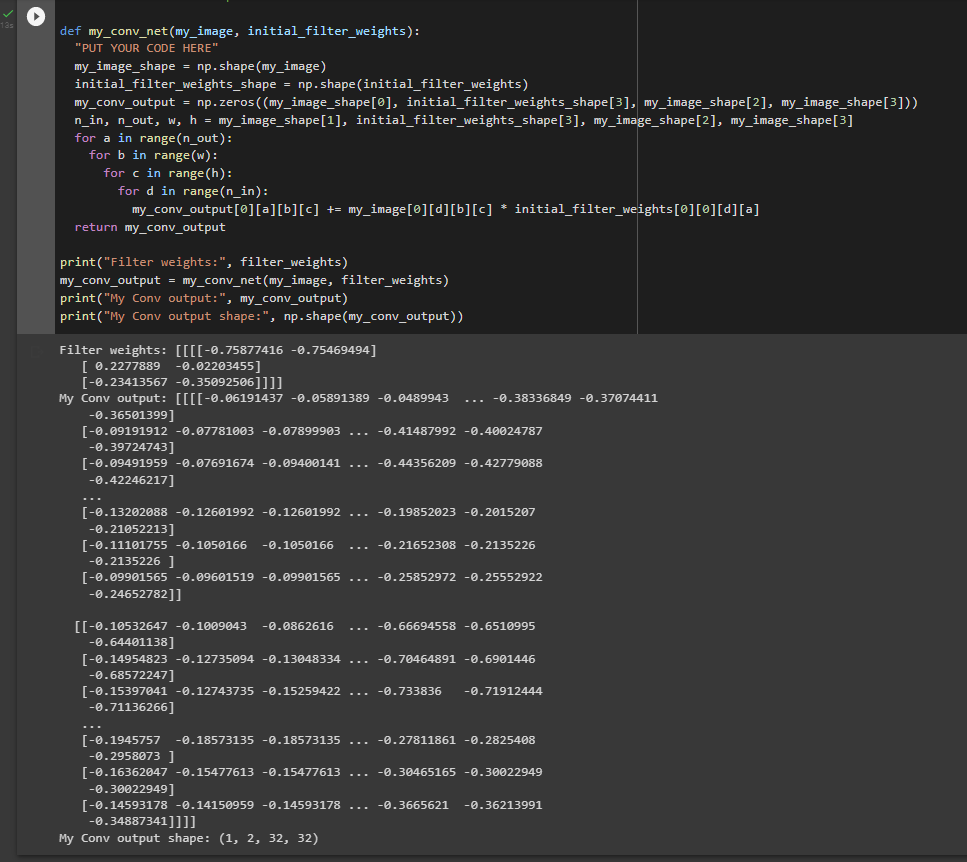 def my_conv_net(my_image, initial_filter_weights):
  "PUT YOUR CODE HERE"
  my_image_shape = np.shape(my_image)
  initial_filter_weights_shape = np.shape(initial_filter_weights)
  my_conv_output = np.zeros((my_image_shape[0], initial_filter_weights_shape[3], my_image_shape[2], my_image_shape[3]))
  n_in, n_out, w, h = my_image_shape[1], initial_filter_weights_shape[3], my_image_shape[2], my_image_shape[3]
  for a in range(n_out):
    for b in range(w):
      for c in range(h):
        for d in range(n_in):
          my_conv_output[0][a][b][c] += my_image[0][d][b][c] * initial_filter_weights[0][0][d][a]
  return my_conv_output

print("Filter weights:", filter_weights)
my_conv_output = my_conv_net(my_image, filter_weights)
print("My Conv output:", my_conv_output)
print("My Conv output shape:", np.shape(my_conv_output))
Filter weights: [[[[-0.75877416 -0.75469494]
   [ 0.2277889  -0.02203455]
   [-0.23413567 -0.35092506]]]]
My Conv output: [[[[-0.06191437 -0.05891389 -0.0489943  ... -0.38336849 -0.37074411
    -0.36501399]
   [-0.09191912 -0.07781003 -0.07899903 ... -0.41487992 -0.40024787
    -0.39724743]
   [-0.09491959 -0.07691674 -0.09400141 ... -0.44356209 -0.42779088
    -0.42246217]
   ...
   [-0.13202088 -0.12601992 -0.12601992 ... -0.19852023 -0.2015207
    -0.21052213]
   [-0.11101755 -0.1050166  -0.1050166  ... -0.21652308 -0.2135226
    -0.2135226 ]
   [-0.09901565 -0.09601519 -0.09901565 ... -0.25852972 -0.25552922
    -0.24652782]]

  [[-0.10532647 -0.1009043  -0.0862616  ... -0.66694558 -0.6510995
    -0.64401138]
   [-0.14954823 -0.12735094 -0.13048334 ... -0.70464891 -0.6901446
    -0.68572247]
   [-0.15397041 -0.12743735 -0.15259422 ... -0.733836   -0.71912444
    -0.71136266]
   ...
   [-0.1945757  -0.18573135 -0.18573135 ... -0.27811861 -0.2825408
    -0.2958073 ]
   [-0.16362047 -0.15477613 -0.15477613 ... -0.30465165 -0.30022949
    -0.30022949]
   [-0.14593178 -0.14150959 -0.14593178 ... -0.3665621  -0.36213991
    -0.34887341]]]]
My Conv output shape: (1, 2, 32, 32)